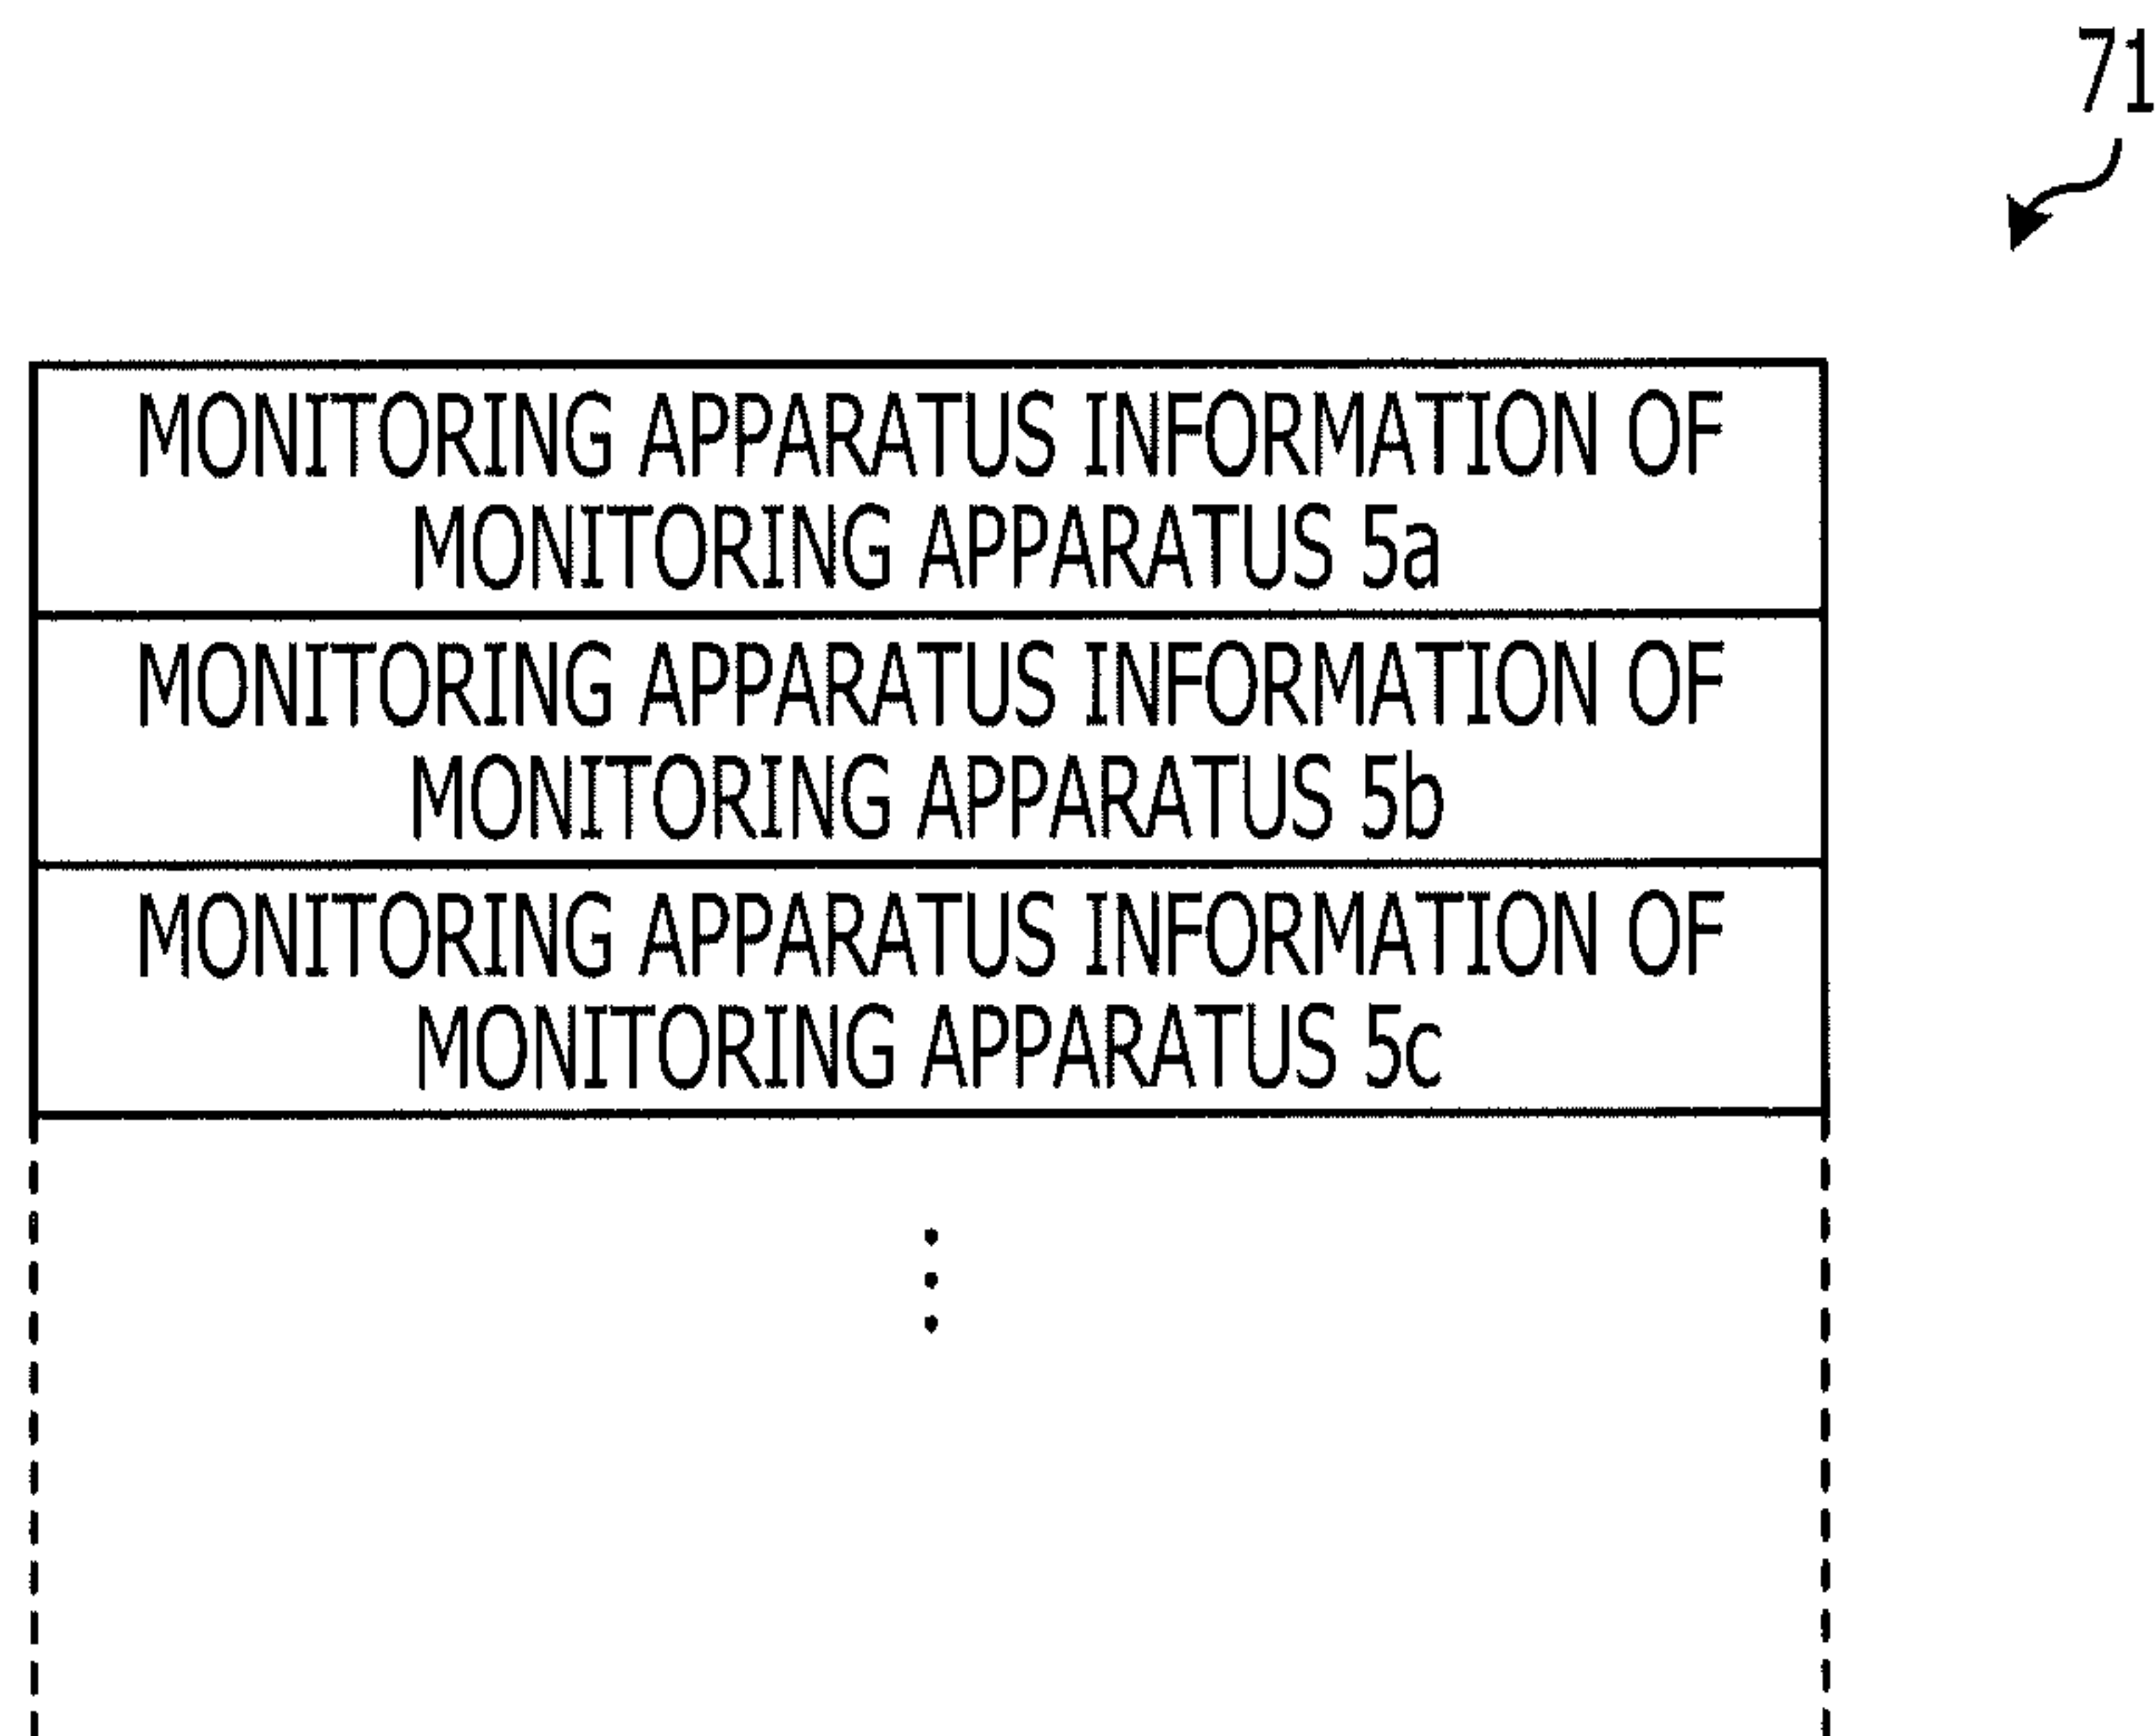 71
MONITORING APPARATUS INFORMATION OF
MONITORING APPARATUS 5a
MONITORING APPARATUS INFORMATION OF
MONITORING APPARATUS 5b
MONITORING APPARATUS INFORMATION OF
MONITORING APPARATUS 5c